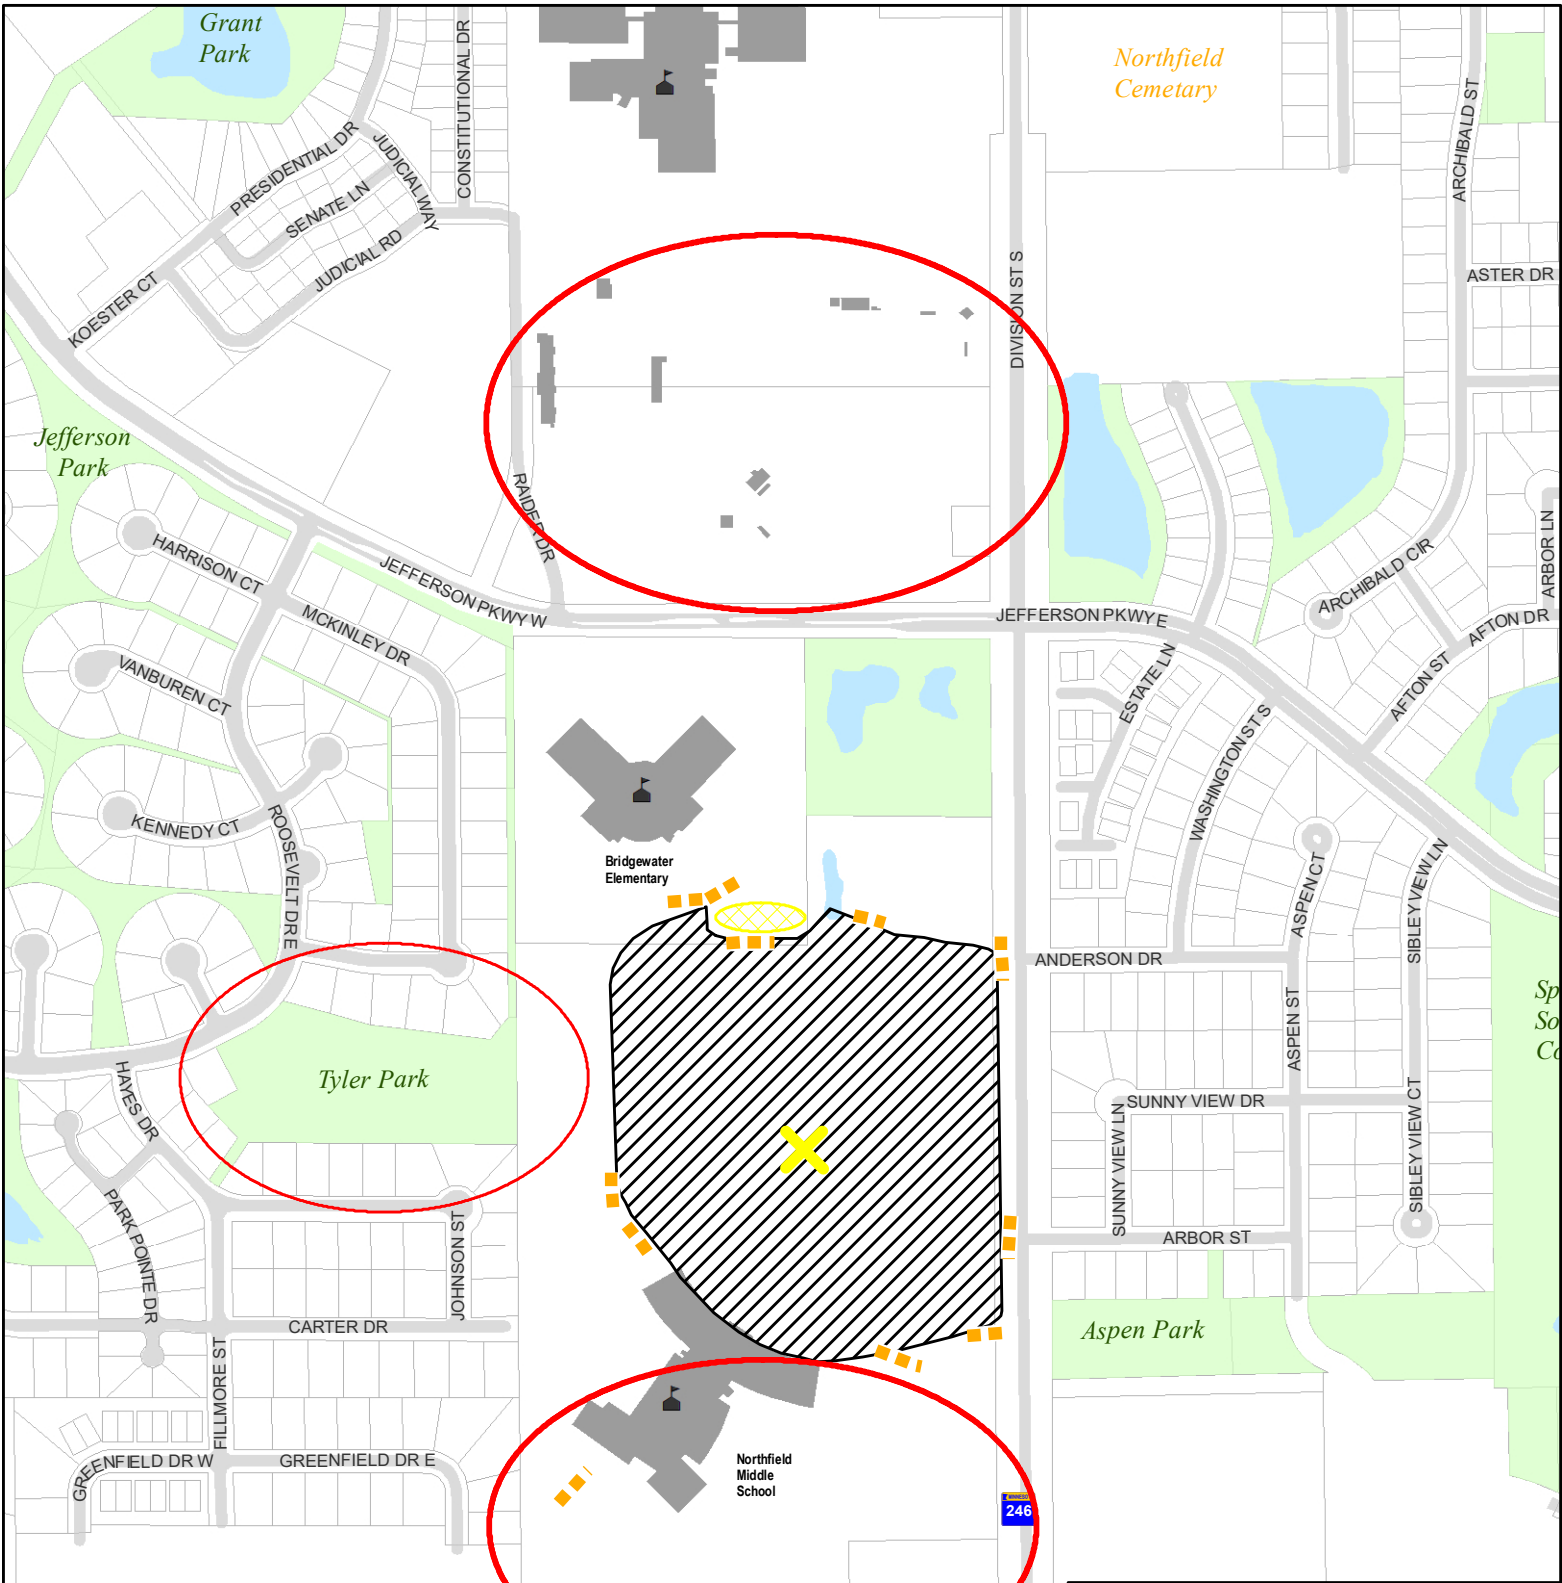 Grant
Park
CONSTITUTIONAL DR
Northfield
Cemetary
ARCHIBALD ST
PRESIDENTIAL DR
JUDICIAL WAY
SENATE LN
JUDICIAL RD
KOESTER CT
DIVISION ST S
ASTER DR
Jefferson
Park
RAIDER DR
HARRISON CT
JEFFERSON PKWY W
MCKINLEY DR
JEFFERSON PKWY E
ARCHIBALD CIR
ARBOR LN
AFTON DR
AFTON ST
VANBUREN CT
ESTATE LN
WASHINGTON ST S
KENNEDY CT
ROOSEVELT DR E
Bridgewater
Elementary
ASPEN CT
SIBLEY VIEW LN
ANDERSON DR
ASPEN ST
Sp
So
Co
Tyler Park
HAYES DR
SUNNY VIEW DR
SUNNY VIEW LN
SIBLEY VIEW CT
PARK POINTE DR
JOHNSON ST
ARBOR ST
CARTER DR
Aspen Park
FILLMORE ST
GREENFIELD DR W
GREENFIELD DR E
Northfield
Middle
School
246